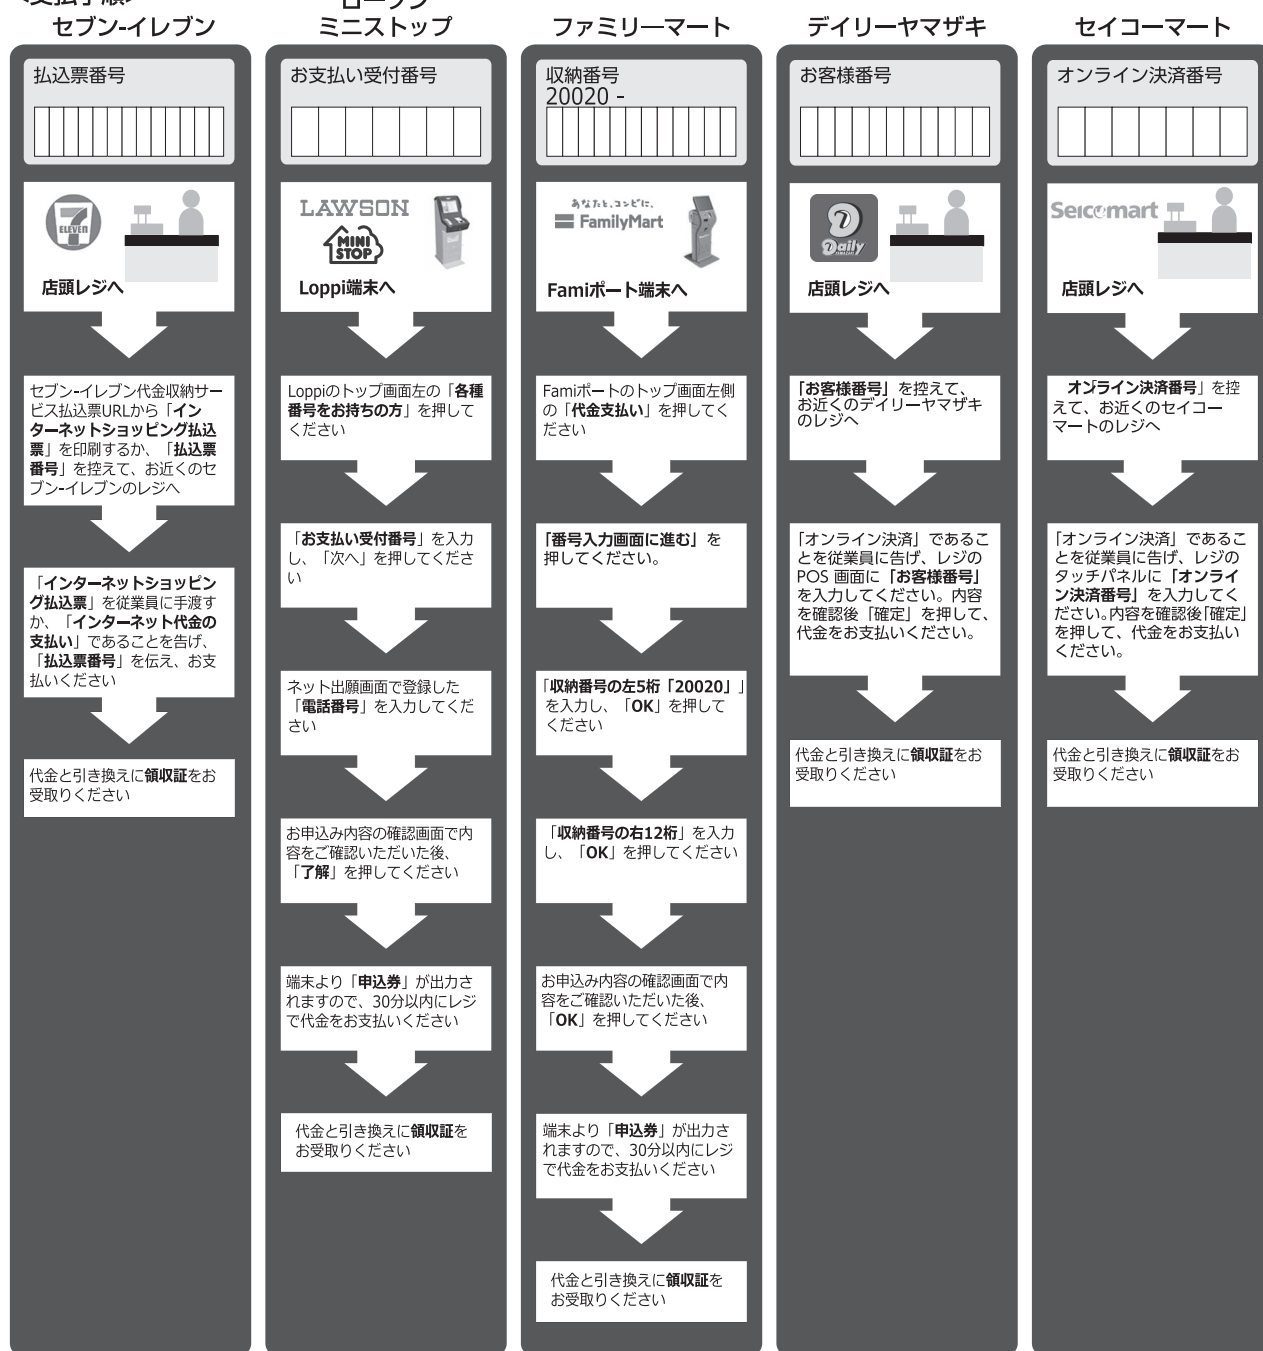 セブン-イレブン
払込票番号
7
ELEVEN
店頭レジへ
セブン-イレブン代金収納サー
ビス払込票URLから「イン
ターネットショッピング払込
票」を印刷するか、「払込票
番号」を控えて、お近くのセ
ブン-イレブンのレジへ
「インターネットショッピン
グ払込票」を従業員に手渡す
か、「インターネット代金の
支払い」であることを告げ、
「払込票番号」を伝え、お支
払いください
代金と引き換えに領収証をお
受取りください
ミニストップ
お支払い受付番号
LAWSON
MINI
STOP
Loppi端末へ
Loppiのトップ画面左の「各種
番号をお持ちの方」を押して
ください
「お支払い受付番号」を入力
し、「次へ」を押してくださ
い
ネット出願画面で登録した
「電話番号」を入力してくだ
さい
お申込み内容の確認画面で内
容をご確認いただいた後、
「了解」を押してください
端末より「申込券」が出力さ
れますので、30分以内にレジ
で代金をお支払いください
代金と引き換えに領収証を
お受取りください
ファミリーマート
収納番号
20020 -
あなたと、コンビに、
FamilyMart
Famiポート端末へ
Famiポートのトップ画面左側
の「代金支払い」を押してく
ださい
「番号入力画面に進む」を
押してください。
「収納番号の左5桁「20020」」
を入力し、「OK」を押して
ください
「収納番号の右12桁」を入力
し、「OK」を押してください
お申込み内容の確認画面で内
容をご確認いただいた後、
「OK」を押してください
端末より「申込券」が出力さ
れますので、30分以内にレジ
で代金をお支払いください
代金と引き換えに領収証を
お受取りください
デイリーヤマザキ
お客様番号
Daily
店頭レジへ
「お客様番号」を控えて、
お近くのデイリーヤマザキ
のレジへ
「オンライン決済」であるこ
とを従業員に告げ、レジの
POS 画面に「お客様番号」
を入力してください。内容
を確認後「確定」を押して、
代金をお支払いください。
代金と引き換えに領収証をお
受取りください
セイコーマート
オンライン決済番号
Seicomart
店頭レジへ
オンライン決済番号」を控
えて、お近くのセイコー
マートのレジへ
「オンライン決済」であるこ
とを従業員に告げ、レジの
タッチパネルに「オンライ
ン決済番号」を入力してく
ださい。内容を確認後「確定」
を押して、代金をお支払い
ください。
代金と引き換えに領収証をお
受取りください